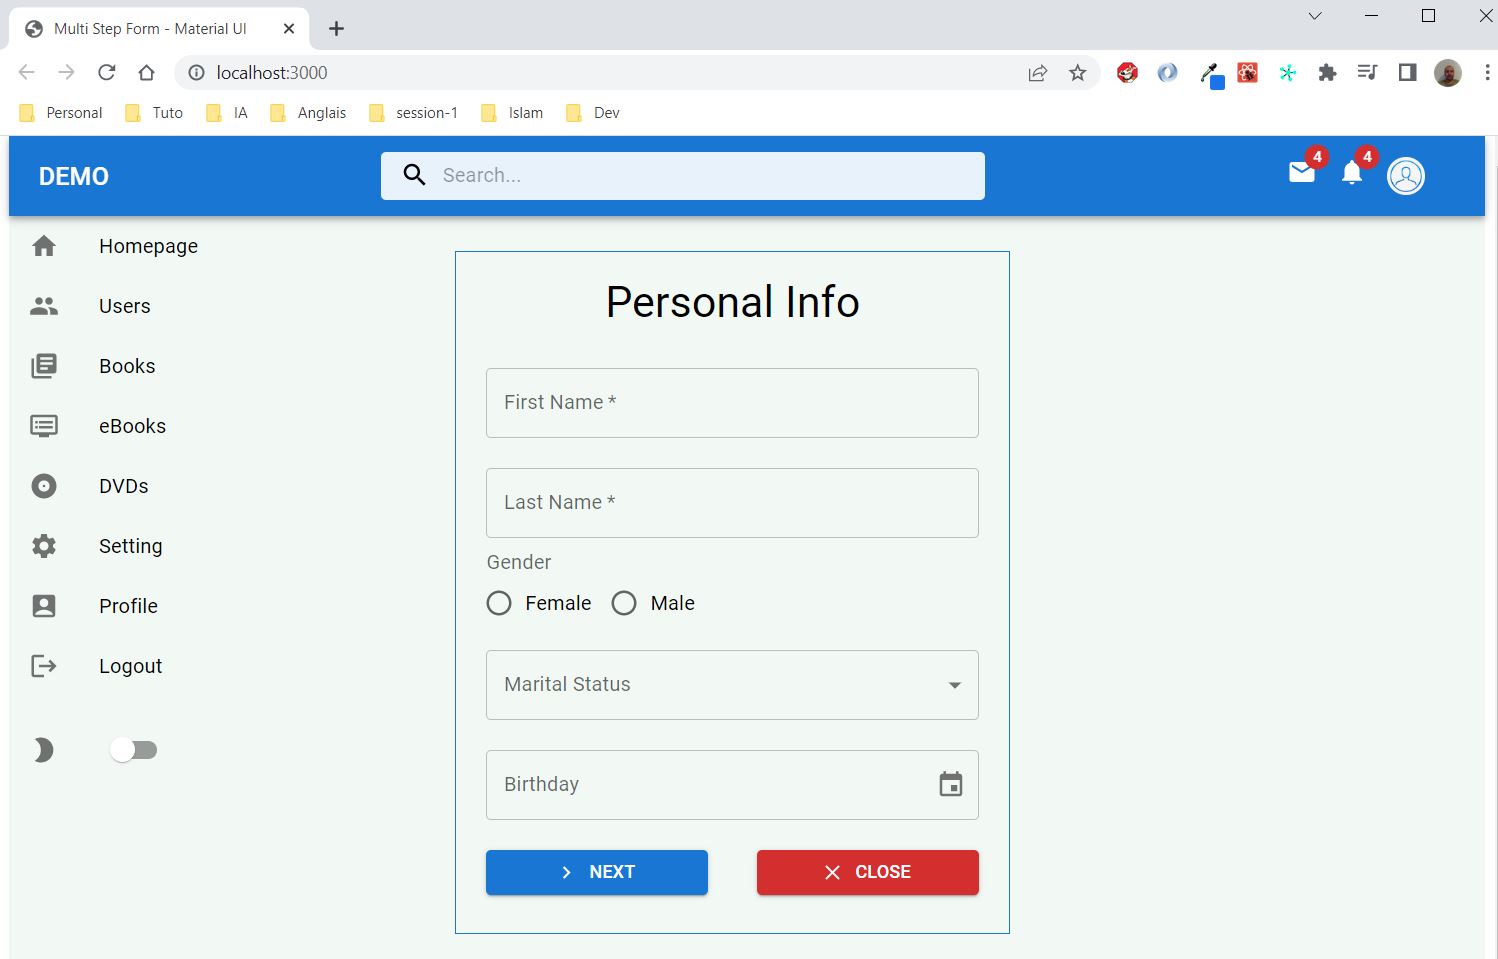 Multi Step Form - Material UI
localhost:3000
Personal Tuto IA Anglais session-1 Islam Dev
DEMO Search... 4 4
Homepage
Users
Books
eBooks
DVDs
Setting
Profile
Logout
Personal Info
First Name *
Last Name *
Gender
Female Male
Marital Status
Birthday
NEXT CLOSE